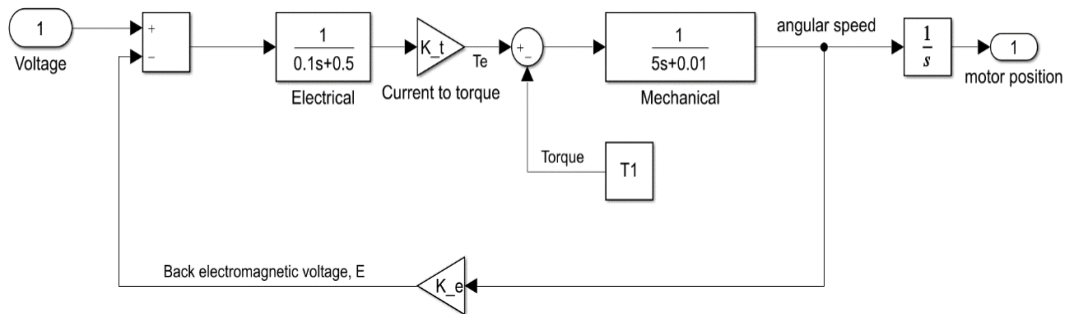 1
Voltage
+
−
1
0.1s+0.5
Electrical
K_t
Current to torque
Te
+
−
1
5s+0.01
Mechanical
angular speed
1
s
1
motor position
Torque
T1
Back electromagnetic voltage, E
K_e